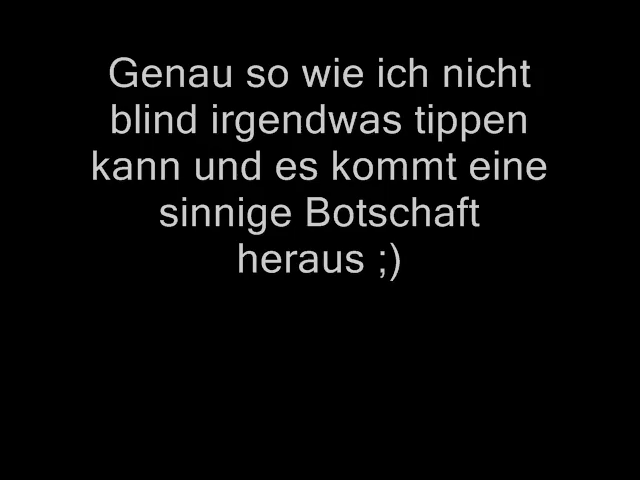 Genau so wie ich nicht
blind irgendwas tippen
kann und es kommt eine
sinnige Botschaft
heraus ;)